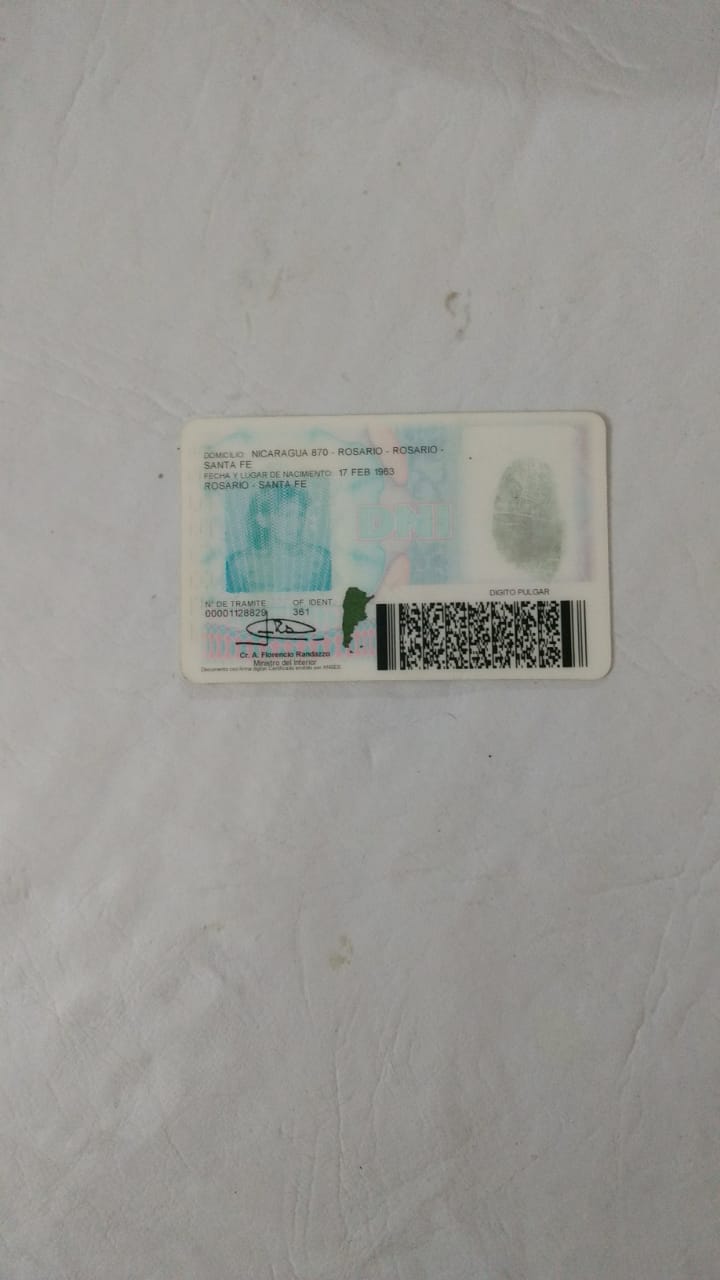 DOMICILIO: NICARAGUA 870 - ROSARIO - ROSARIO -
SANTA FE
FECHA Y LUGAR DE NACIMIENTO: 17 FEB 1963
ROSARIO - SANTA FE
DNI
N° DE TRAMITE OF IDENT.
00001128829 361
DIGITO PULGAR
Cr. A. Florencio Randazzo
Ministro del Interior
Documento con firma digital. Certificado emitido por ANSES